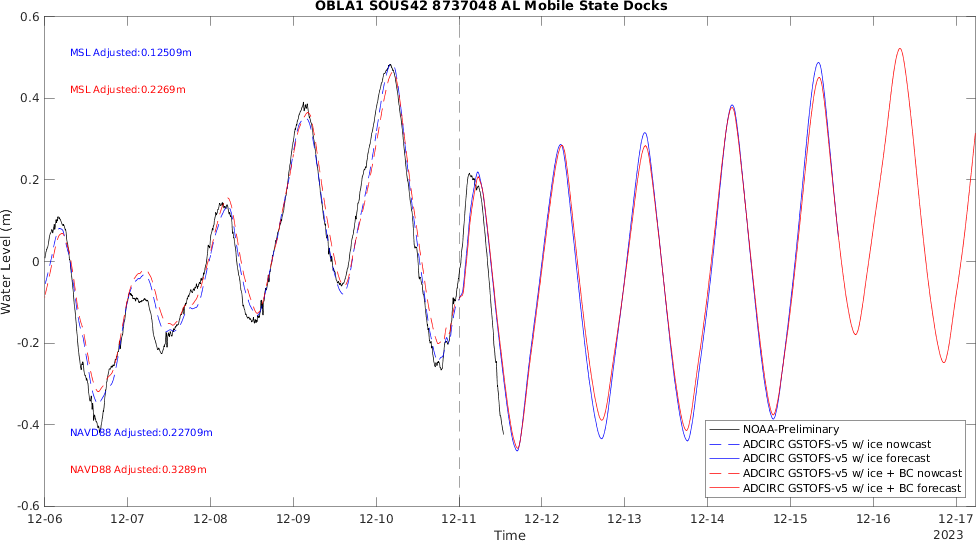 OBLA1 SOUS42 8737048 AL Mobile State Docks
0.6
0.4
0.2
0
-0.2
-0.4
-0.6
Water Level (m)
MSL Adjusted:0.12509m
MSL Adjusted:0.2269m
NAVD88 Adjusted:0.22709m
NAVD88 Adjusted:0.3289m
NOAA-Preliminary
ADCIRC GSTOFS-v5 w/ ice nowcast
ADCIRC GSTOFS-v5 w/ ice forecast
ADCIRC GSTOFS-v5 w/ ice + BC nowcast
ADCIRC GSTOFS-v5 w/ ice + BC forecast
12-06 12-07 12-08 12-09 12-10 12-11 12-12 12-13 12-14 12-15 12-16 12-17
Time
2023